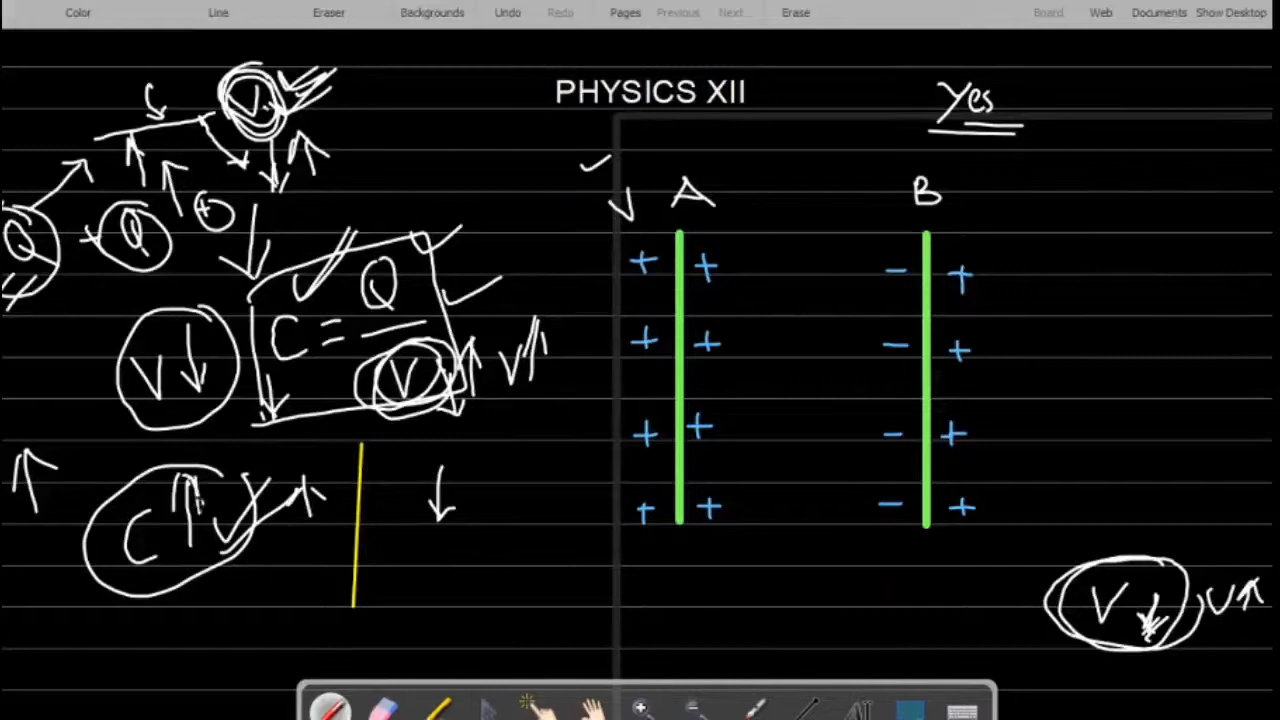 Color Line Eraser Backgrounds Undo Redo Pages Previous Next... Erase Board Web Documents Show Desktop
PHYSICS XII
Yes
V
A
B
Q
Q
+
C = Q / V
V↓
V↑
+ + - +
+ + - +
+ + - +
+ + - +
C↑
V↓, V↑